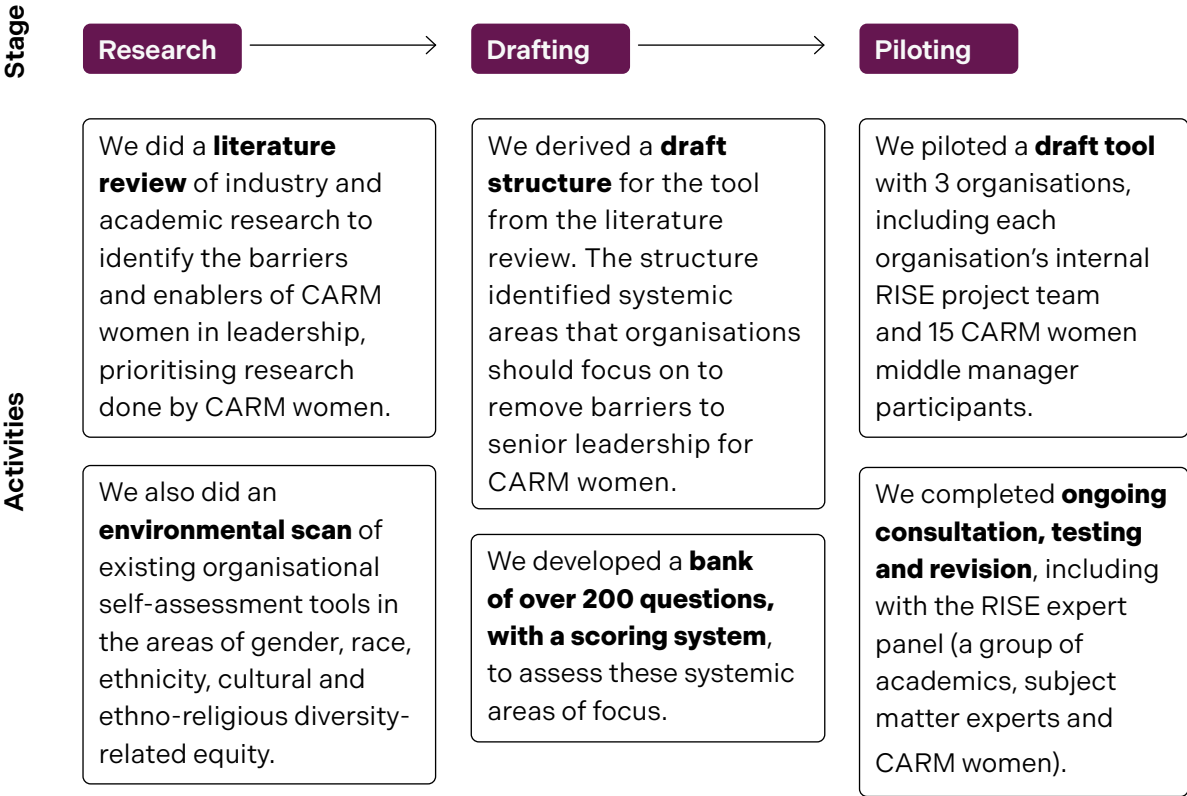 Stage
Research
Drafting
Piloting
Activities
We did a literature
review of industry and
academic research to
identify the barriers
and enablers of CARM
women in leadership,
prioritising research
done by CARM women.
We also did an
environmental scan of
existing organisational
self-assessment tools in
the areas of gender, race,
ethnicity, cultural and
ethno-religious diversity-
related equity.
We derived a draft
structure for the tool
from the literature
review. The structure
identified systemic
areas that organisations
should focus on to
remove barriers to
senior leadership for
CARM women.
We developed a bank
of over 200 questions,
with a scoring system,
to assess these systemic
areas of focus.
We piloted a draft tool
with 3 organisations,
including each
organisation’s internal
RISE project team
and 15 CARM women
middle manager
participants.
We completed ongoing
consultation, testing
and revision, including
with the RISE expert
panel (a group of
academics, subject
matter experts and
CARM women).